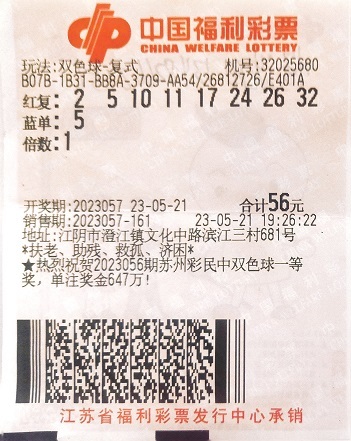 中国福利彩票
CHINA WELFARE LOTTERY
玩法:双色球-复式 机号:32025680
B07B-1B31-BB8A-3709-AA54/26812726/E401A
红复: 2 5 10 11 17 24 26 32
蓝单: 5
倍数:1
开奖期:2023057 23-05-21 合计56元
销售期:2023057-161 23-05-21 19:26:22
地址:江阴市澄江镇文化中路滨江三村681号
*扶老、助残、救孤、济困*
★热烈祝贺2023056期苏州彩民中双色球一等
奖，单注奖金647万!
江苏省福利彩票发行中心承销